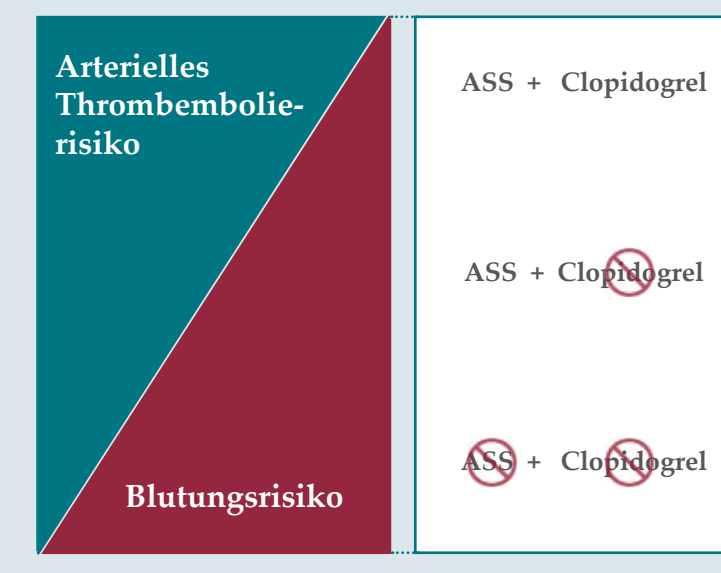 Arterielles
Thrombembolie-
risiko
Blutungsrisiko
ASS + Clopidogrel
ASS + Clopidogrel
ASS + Clopidogrel